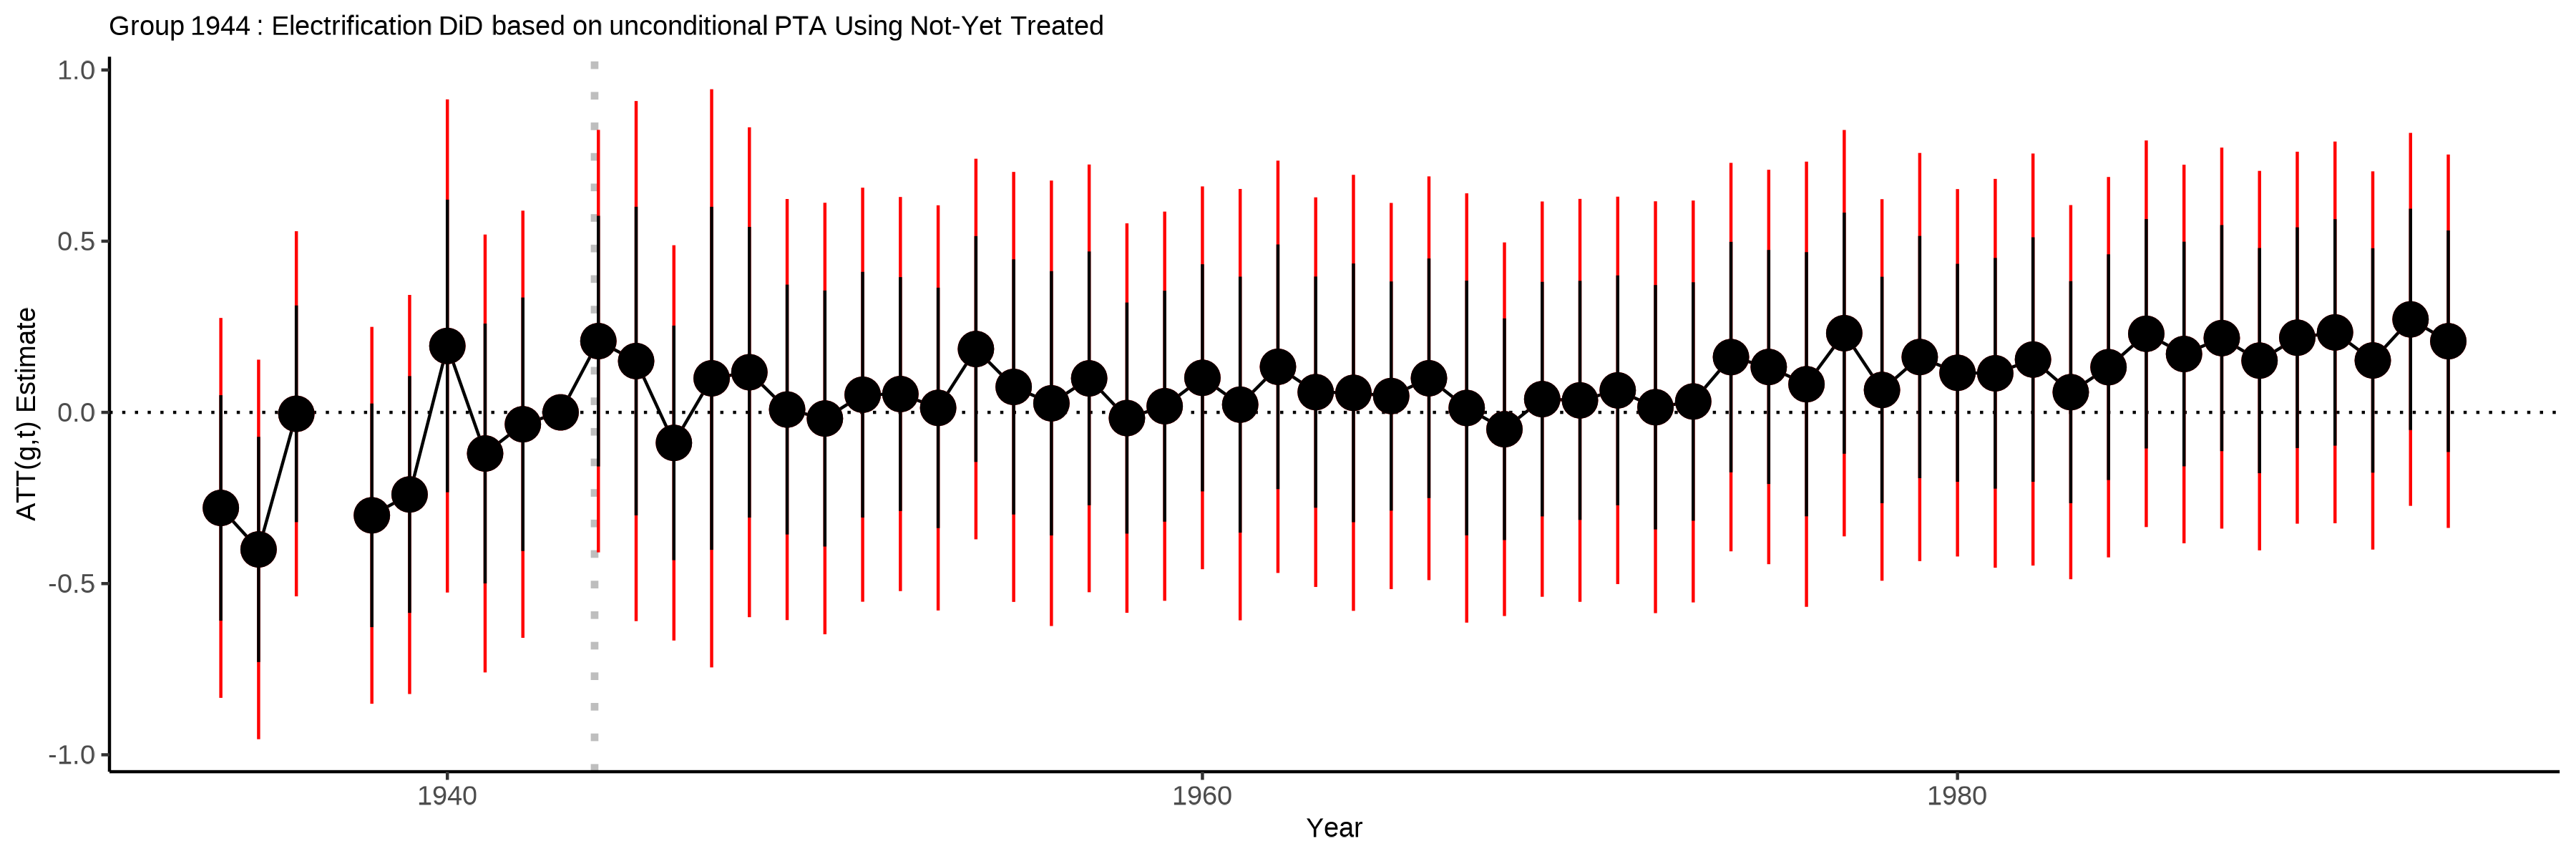 Group 1944 : Electrification DiD based on unconditional PTA Using Not-Yet Treated
1.0
0.5
0.0
-0.5
-1.0
ATT(g,t) Estimate
1940
1960
1980
Year